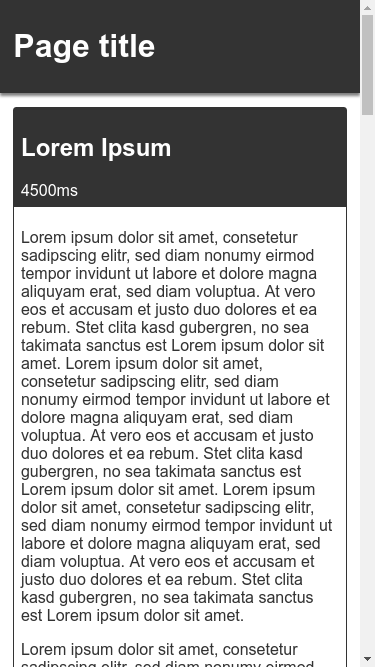 Page title
Lorem Ipsum
4500ms
Lorem ipsum dolor sit amet, consetetur
sadipscing elitr, sed diam nonumy eirmod
tempor invidunt ut labore et dolore magna
aliquyam erat, sed diam voluptua. At vero
eos et accusam et justo duo dolores et ea
rebum. Stet clita kasd gubergren, no sea
takimata sanctus est Lorem ipsum dolor sit
amet. Lorem ipsum dolor sit amet,
consetetur sadipscing elitr, sed diam
nonumy eirmod tempor invidunt ut labore et
dolore magna aliquyam erat, sed diam
voluptua. At vero eos et accusam et justo
duo dolores et ea rebum. Stet clita kasd
gubergren, no sea takimata sanctus est
Lorem ipsum dolor sit amet. Lorem ipsum
dolor sit amet, consetetur sadipscing elitr,
sed diam nonumy eirmod tempor invidunt ut
labore et dolore magna aliquyam erat, sed
diam voluptua. At vero eos et accusam et
justo duo dolores et ea rebum. Stet clita
kasd gubergren, no sea takimata sanctus
est Lorem ipsum dolor sit amet.
Lorem ipsum dolor sit amet, consetetur
sadipscing elitr, sed diam nonumy eirmod